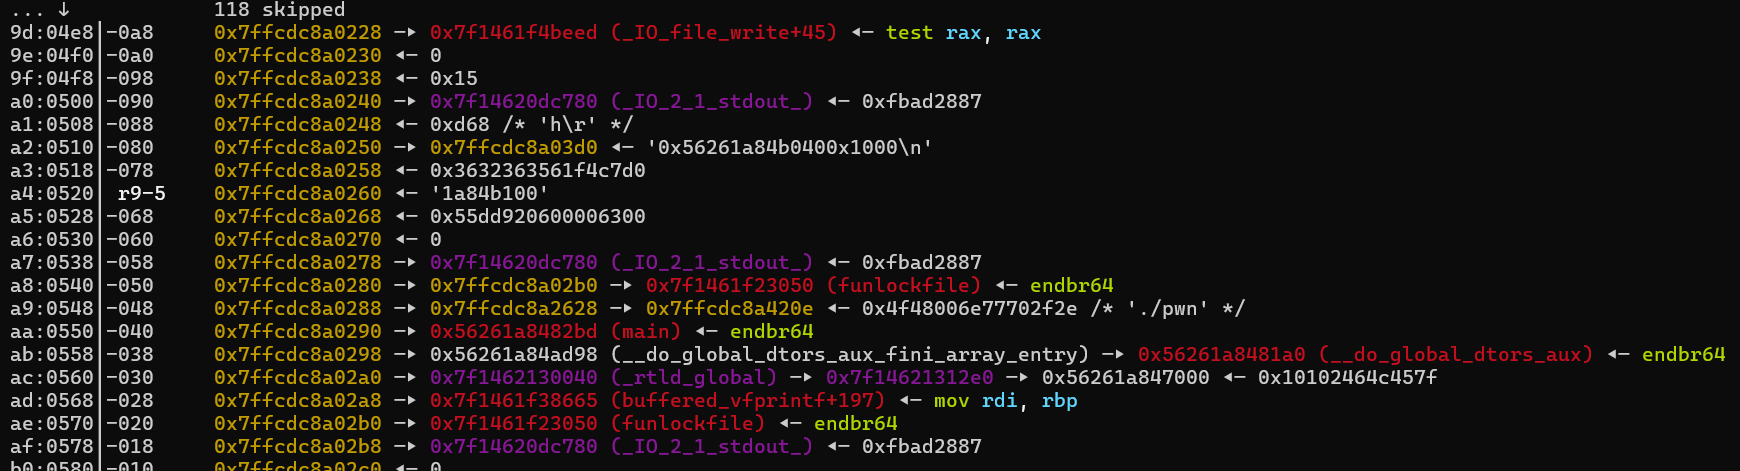 ... ↓            118 skipped
9d:04e8│-0a8     0x7ffcdc8a0228 —▸ 0x7f1461f4beed (_IO_file_write+45) ◂— test rax, rax
9e:04f0│-0a0     0x7ffcdc8a0230 ◂— 0
9f:04f8│-098     0x7ffcdc8a0238 ◂— 0x15
a0:0500│-090     0x7ffcdc8a0240 —▸ 0x7f14620dc780 (_IO_2_1_stdout_) ◂— 0xfbad2887
a1:0508│-088     0x7ffcdc8a0248 ◂— 0xd68 /* 'h\r' */
a2:0510│-080     0x7ffcdc8a0250 —▸ 0x7ffcdc8a03d0 ◂— '0x56261a84b0400x1000\n'
a3:0518│-078     0x7ffcdc8a0258 ◂— 0x3632363561f4c7d0
a4:0520│ r9-5    0x7ffcdc8a0260 ◂— '1a84b100'
a5:0528│-068     0x7ffcdc8a0268 ◂— 0x55dd920600006300
a6:0530│-060     0x7ffcdc8a0270 ◂— 0
a7:0538│-058     0x7ffcdc8a0278 —▸ 0x7f14620dc780 (_IO_2_1_stdout_) ◂— 0xfbad2887
a8:0540│-050     0x7ffcdc8a0280 —▸ 0x7ffcdc8a02b0 —▸ 0x7f1461f23050 (funlockfile) ◂— endbr64
a9:0548│-048     0x7ffcdc8a0288 —▸ 0x7ffcdc8a2628 —▸ 0x7ffcdc8a420e ◂— 0x4f48006e77702f2e /* './pwn' */
aa:0550│-040     0x7ffcdc8a0290 —▸ 0x56261a8482bd (main) ◂— endbr64
ab:0558│-038     0x7ffcdc8a0298 —▸ 0x56261a84ad98 (__do_global_dtors_aux_fini_array_entry) —▸ 0x56261a8481a0 (__do_global_dtors_aux) ◂— endbr64
ac:0560│-030     0x7ffcdc8a02a0 —▸ 0x7f1462130040 (_rtld_global) —▸ 0x7f14621312e0 —▸ 0x56261a847000 ◂— 0x10102464c457f
ad:0568│-028     0x7ffcdc8a02a8 —▸ 0x7f1461f38665 (buffered_vfprintf+197) ◂— mov rdi, rbp
ae:0570│-020     0x7ffcdc8a02b0 —▸ 0x7f1461f23050 (funlockfile) ◂— endbr64
af:0578│-018     0x7ffcdc8a02b8 —▸ 0x7f14620dc780 (_IO_2_1_stdout_) ◂— 0xfbad2887
b0:0580│-010     0x7ffcdc8a02c0 ◂— 0